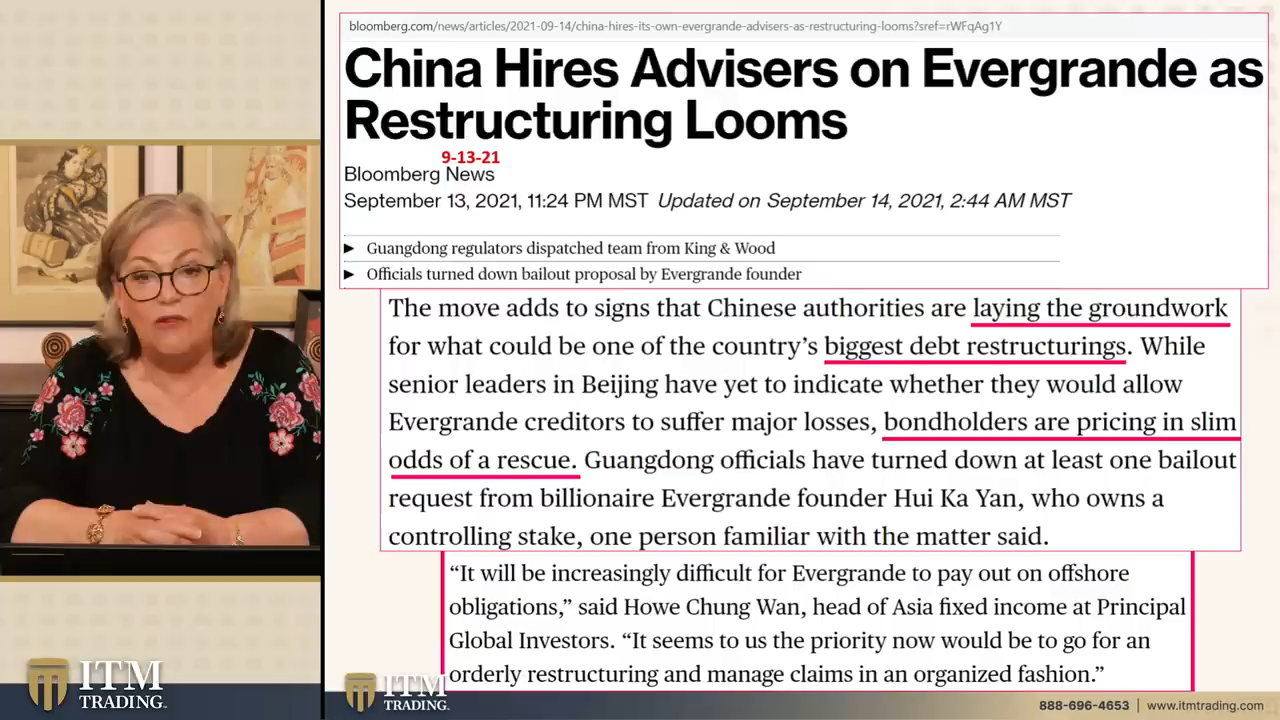 bloomberg.com/news/articles/2021-09-14/china-hires-its-own-evergrande-advisers-as-restructuring-looms?sref=rWFqAg1Y
China Hires Advisers on Evergrande as
Restructuring Looms
9-13-21
Bloomberg News
September 13, 2021, 11:24 PM MST Updated on September 14, 2021, 2:44 AM MST
► Guangdong regulators dispatched team from King & Wood
► Officials turned down bailout proposal by Evergrande founder
The move adds to signs that Chinese authorities are laying the groundwork
for what could be one of the country’s biggest debt restructurings. While
senior leaders in Beijing have yet to indicate whether they would allow
Evergrande creditors to suffer major losses, bondholders are pricing in slim
odds of a rescue. Guangdong officials have turned down at least one bailout
request from billionaire Evergrande founder Hui Ka Yan, who owns a
controlling stake, one person familiar with the matter said.
“It will be increasingly difficult for Evergrande to pay out on offshore
obligations,” said Howe Chung Wan, head of Asia fixed income at Principal
Global Investors. “It seems to us the priority now would be to go for an
orderly restructuring and manage claims in an organized fashion.”
ITM
TRADING
ITM
TRADING
888-696-4653 | www.itmtrading.com